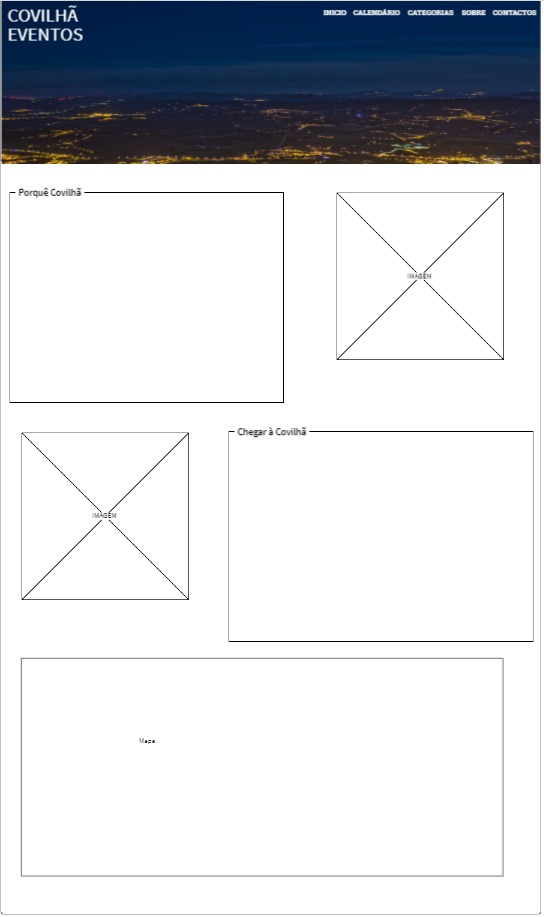 COVILHÃ
EVENTOS
INICIO CALENDÁRIO CATEGORIAS SOBRE CONTACTOS
Porquê Covilhã
IMAGEM
Chegar à Covilhã
IMAGEM
Mapa